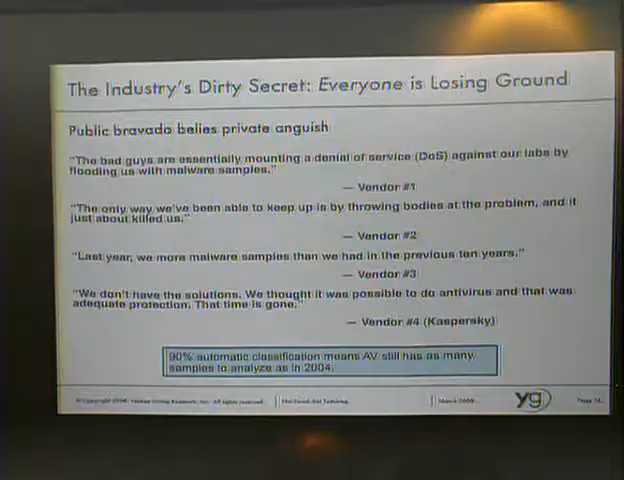 The Industry's Dirty Secret: Everyone is Losing Ground
Public bravado belies private anguish
"The bad guys are essentially mounting a denial of service (DoS) against our labs by
flooding us with malware samples."
— Vendor #1
"The only way we've been able to keep up is by throwing bodies at the problem, and it
just about killed us."
— Vendor #2
"Last year, we more malware samples than we had in the previous ten years."
— Vendor #3
"We don't have the solutions. We thought it was possible to do antivirus and that was
adequate protection. That time is gone."
— Vendor #4 (Kaspersky)
90% automatic classification means AV still has as many
samples to analyze as in 2004.
All rights reserved.
yg